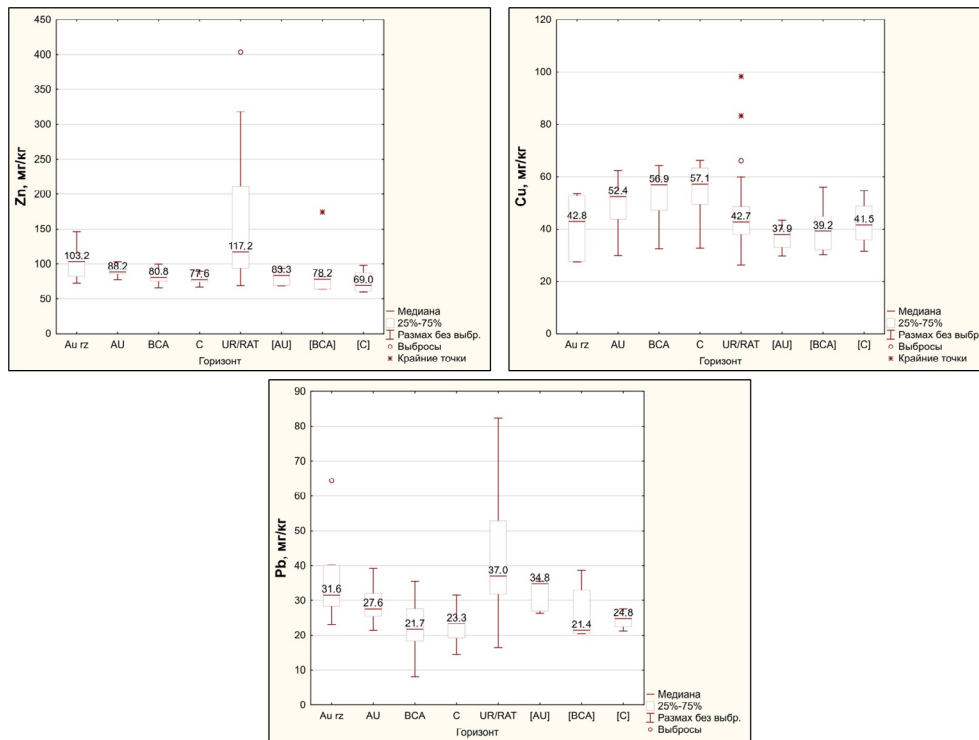 450
400
350
300
250
200
150
100
50
0
Zn, мг/кг
103.2
88.2
80.8
77.6
117.2
83.3
78.2
69.0
Au rz AU BCA C UR/RAT [AU] [BCA] [C]
Горизонт
Медиана
25%-75%
Размах без выбр.
Выбросы
Крайние точки
120
100
80
60
40
20
0
Cu, мг/кг
42.8
52.4
56.9
57.1
42.7
37.9
39.2
41.5
Au rz AU BCA C UR/RAT [AU] [BCA] [C]
Горизонт
Медиана
25%-75%
Размах без выбр.
Выбросы
Крайние точки
90
80
70
60
50
40
30
20
10
0
Pb, мг/кг
31.6
27.6
21.7
23.3
37.0
34.8
21.4
24.8
Au rz AU BCA C UR/RAT [AU] [BCA] [C]
Горизонт
Медиана
25%-75%
Размах без выбр.
Выбросы